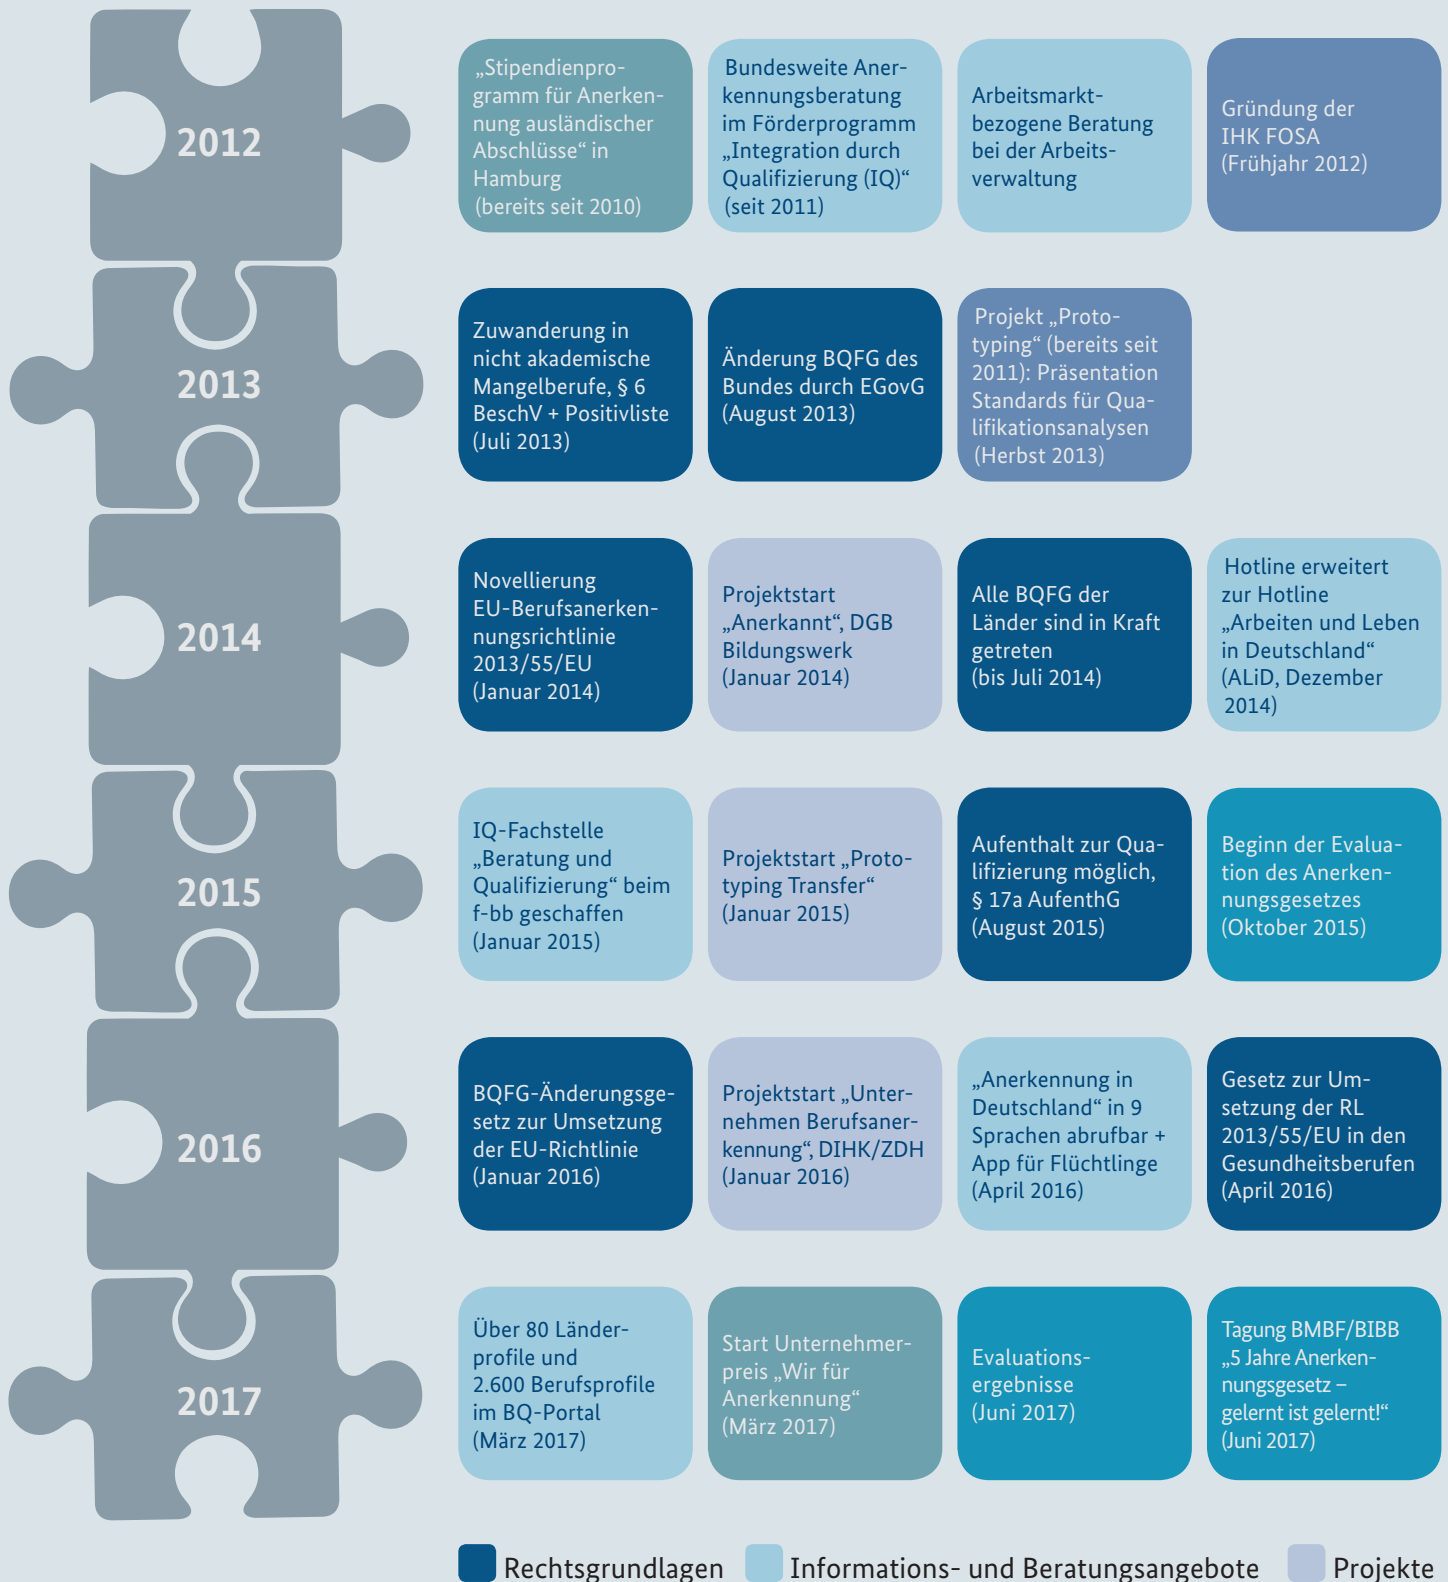 2012
„Stipendienpro-
gramm für Anerken-
nung ausländischer
Abschlüsse“ in
Hamburg
(bereits seit 2010)
Bundesweite Aner-
kennungsberatung
im Förderprogramm
„Integration durch
Qualifizierung (IQ)“
(seit 2011)
Arbeitsmarkt-
bezogene Beratung
bei der Arbeits-
verwaltung
Gründung der
IHK FOSA
(Frühjahr 2012)
2013
Zuwanderung in
nicht akademische
Mangelberufe, § 6
BeschV + Positivliste
(Juli 2013)
Änderung BQFG des
Bundes durch EGovG
(August 2013)
Projekt „Proto-
typing“ (bereits seit
2011): Präsentation
Standards für Qua-
lifikationsanalysen
(Herbst 2013)
2014
Novellierung
EU-Berufsanerken-
nungsrichtlinie
2013/55/EU
(Januar 2014)
Projektstart
„Anerkannt“, DGB
Bildungswerk
(Januar 2014)
Alle BQFG der
Länder sind in Kraft
getreten
(bis Juli 2014)
Hotline erweitert
zur Hotline
„Arbeiten und Leben
in Deutschland“
(ALiD, Dezember
2014)
2015
IQ-Fachstelle
„Beratung und
Qualifizierung“ beim
f-bb geschaffen
(Januar 2015)
Projektstart „Proto-
typing Transfer“
(Januar 2015)
Aufenthalt zur Qua-
lifizierung möglich,
§ 17a AufenthG
(August 2015)
Beginn der Evalua-
tion des Anerken-
nungsgesetzes
(Oktober 2015)
2016
BQFG-Änderungsge-
setz zur Umsetzung
der EU-Richtlinie
(Januar 2016)
Projektstart „Unter-
nehmen Berufsaner-
kennung“, DIHK/ZDH
(Januar 2016)
„Anerkennung in
Deutschland“ in 9
Sprachen abrufbar +
App für Flüchtlinge
(April 2016)
Gesetz zur Um-
setzung der RL
2013/55/EU in den
Gesundheitsberufen
(April 2016)
2017
Über 80 Länder-
profile und
2.600 Berufsprofile
im BQ-Portal
(März 2017)
Start Unternehmer-
preis „Wir für
Anerkennung“
(März 2017)
Evaluations-
ergebnisse
(Juni 2017)
Tagung BMBF/BIBB
„5 Jahre Anerken-
nungsgesetz –
gelernt ist gelernt!“
(Juni 2017)
Rechtsgrundlagen
Informations- und Beratungsangebote
Projekte